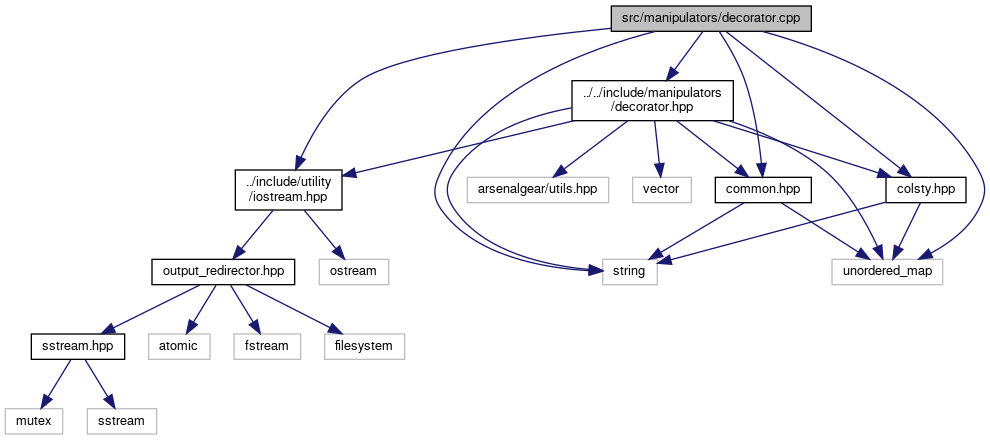 src/manipulators/decorator.cpp
../../include/manipulators
/decorator.hpp
../include/utility
/iostream.hpp
arsenalgear/utils.hpp
vector
common.hpp
colsty.hpp
output_redirector.hpp
ostream
string
unordered_map
sstream.hpp
atomic
fstream
filesystem
mutex
sstream